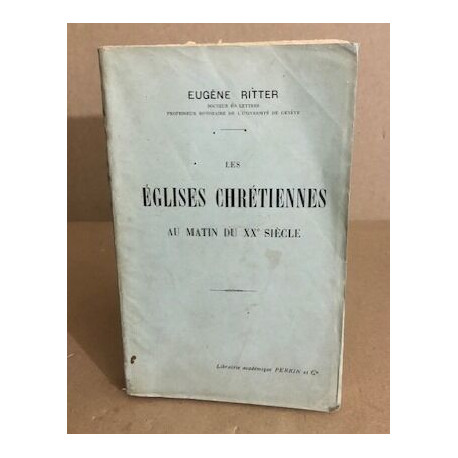 EUGÈNE RITTER
DOCTEUR ÈS LETTRES
PROFESSEUR HONORAIRE DE L'UNIVERSITÉ DE GENÈVE
LES
ÉGLISES CHRÉTIENNES
AU MATIN DU XXe SIÈCLE
Librairie académique PERRIN et Cie